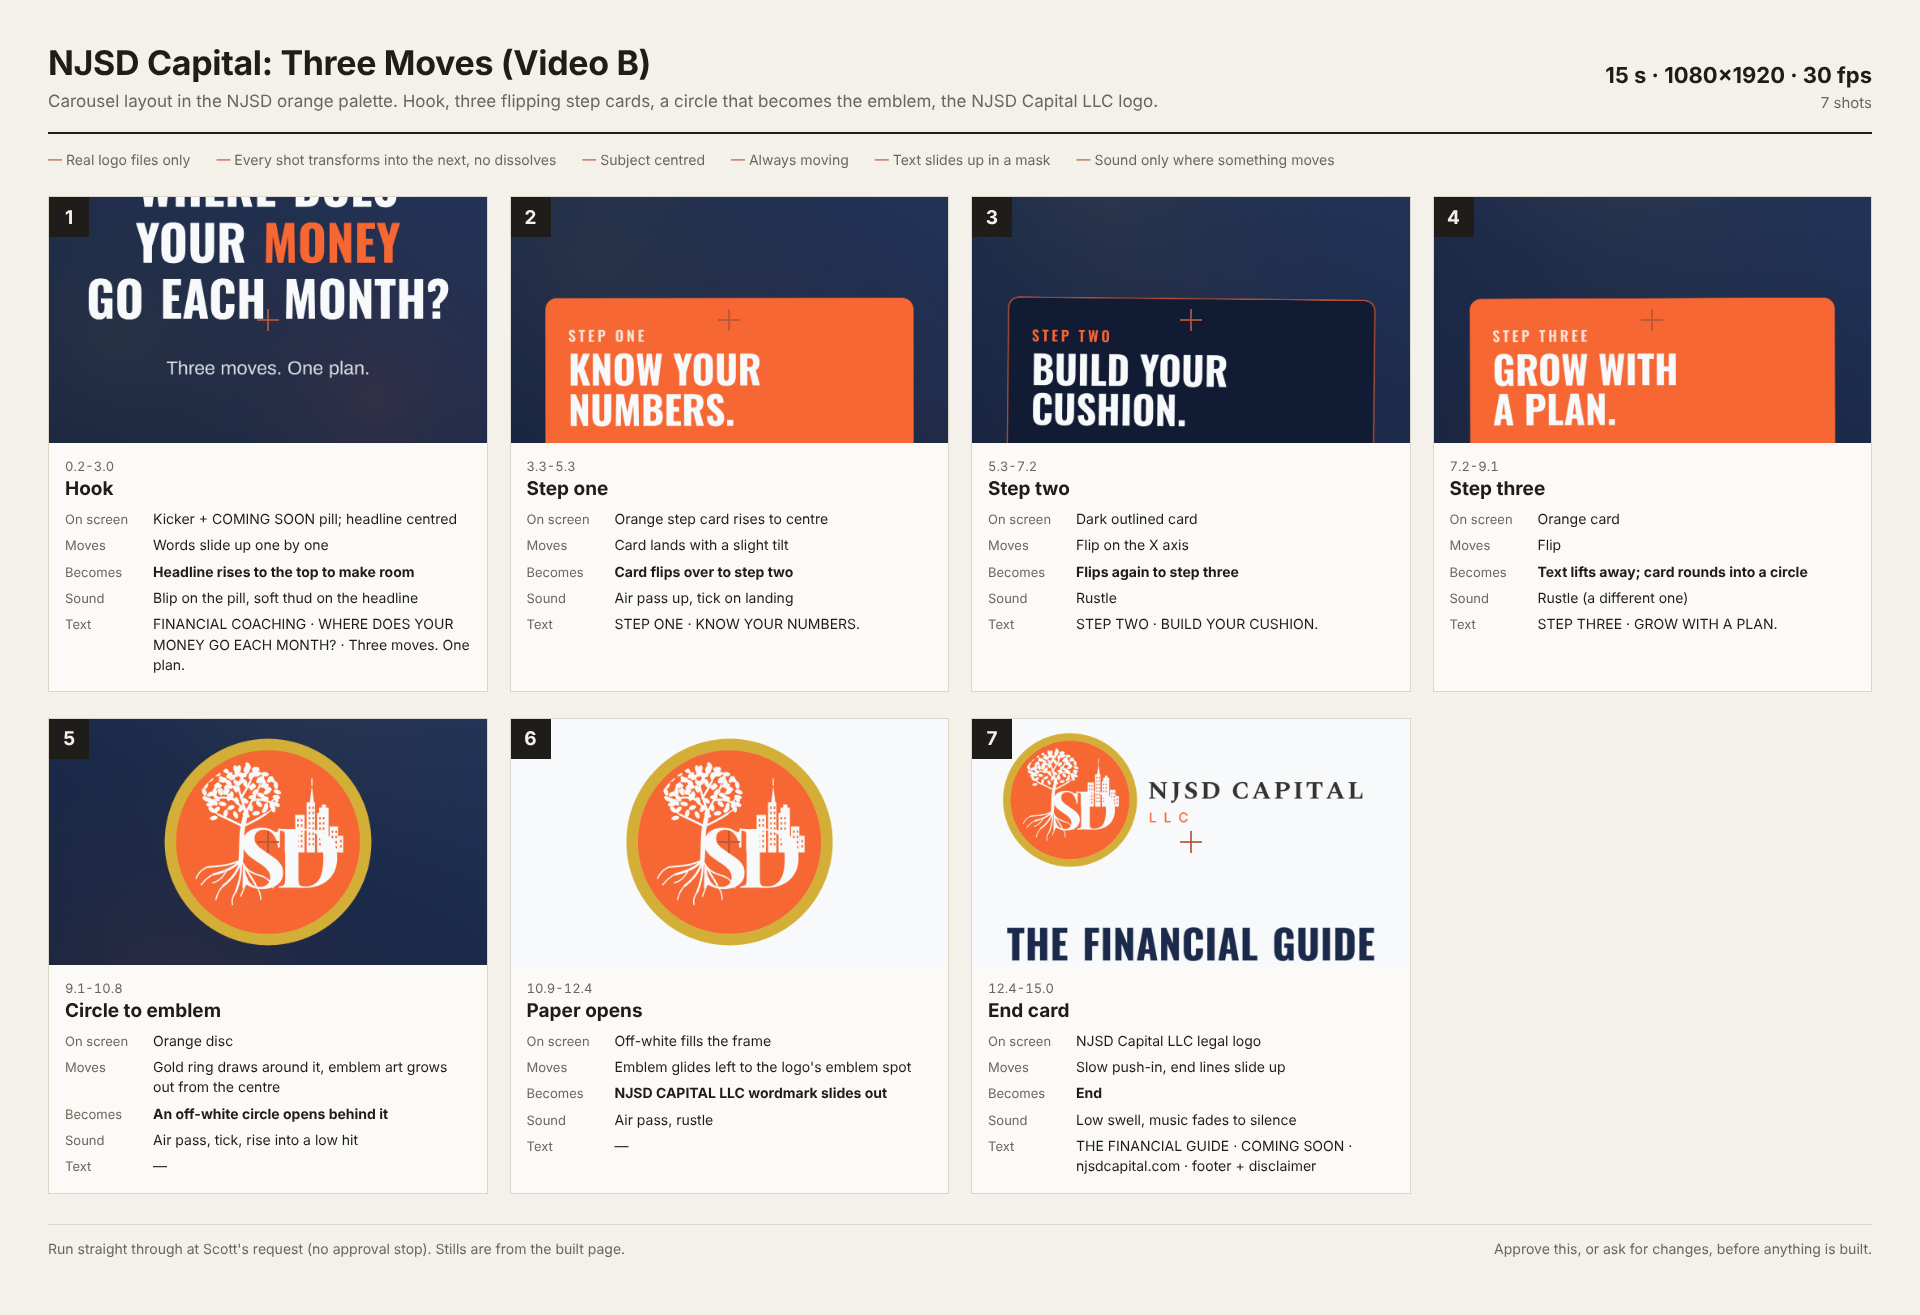 NJSD Capital: Three Moves (Video B)
15 s · 1080×1920 · 30 fps
Carousel layout in the NJSD orange palette. Hook, three flipping step cards, a circle that becomes the emblem, the NJSD Capital LLC logo.
7 shots
— Real logo files only — Every shot transforms into the next, no dissolves — Subject centred — Always moving — Text slides up in a mask — Sound only where something moves
1
WHERE DOES
YOUR MONEY
GO EACH MONTH?
Three moves. One plan.
0.2-3.0
Hook
On screen Kicker + COMING SOON pill; headline centred
Moves Words slide up one by one
Becomes Headline rises to the top to make room
Sound Blip on the pill, soft thud on the headline
Text FINANCIAL COACHING · WHERE DOES YOUR
MONEY GO EACH MONTH? · Three moves. One
plan.
2
STEP ONE
KNOW YOUR
NUMBERS.
3.3-5.3
Step one
On screen Orange step card rises to centre
Moves Card lands with a slight tilt
Becomes Card flips over to step two
Sound Air pass up, tick on landing
Text STEP ONE · KNOW YOUR NUMBERS.
3
STEP TWO
BUILD YOUR
CUSHION.
5.3-7.2
Step two
On screen Dark outlined card
Moves Flip on the X axis
Becomes Flips again to step three
Sound Rustle
Text STEP TWO · BUILD YOUR CUSHION.
4
STEP THREE
GROW WITH
A PLAN.
7.2-9.1
Step three
On screen Orange card
Moves Flip
Becomes Text lifts away; card rounds into a circle
Sound Rustle (a different one)
Text STEP THREE · GROW WITH A PLAN.
5
SD
9.1-10.8
Circle to emblem
On screen Orange disc
Moves Gold ring draws around it, emblem art grows
out from the centre
Becomes An off-white circle opens behind it
Sound Air pass, tick, rise into a low hit
Text —
6
SD
10.9-12.4
Paper opens
On screen Off-white fills the frame
Moves Emblem glides left to the logo's emblem spot
Becomes NJSD CAPITAL LLC wordmark slides out
Sound Air pass, rustle
Text —
7
SD
NJSD CAPITAL
LLC
THE FINANCIAL GUIDE
12.4-15.0
End card
On screen NJSD Capital LLC legal logo
Moves Slow push-in, end lines slide up
Becomes End
Sound Low swell, music fades to silence
Text THE FINANCIAL GUIDE · COMING SOON ·
njsdcapital.com · footer + disclaimer
Run straight through at Scott's request (no approval stop). Stills are from the built page.
Approve this, or ask for changes, before anything is built.